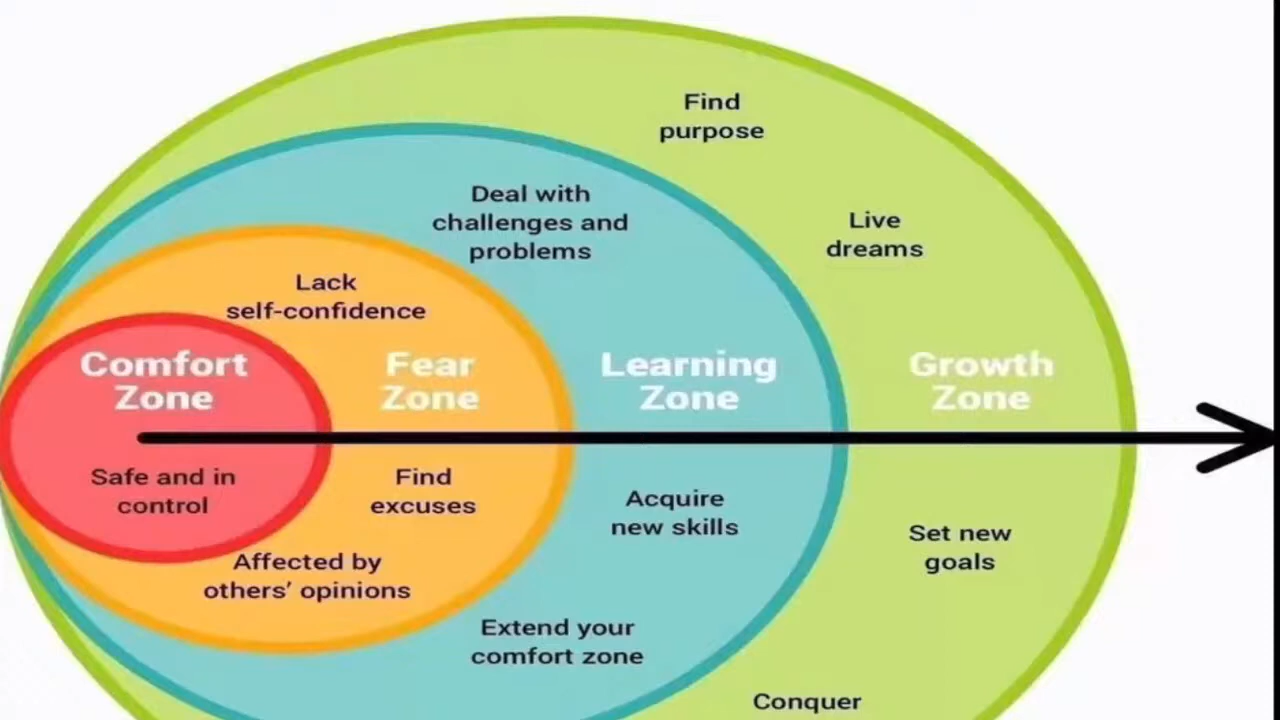 Find
purpose
Deal with
challenges and
problems
Live
dreams
Lack
self-confidence
Comfort
Zone
Fear
Zone
Learning
Zone
Growth
Zone
Safe and in
control
Find
excuses
Acquire
new skills
Set new
goals
Affected by
others’ opinions
Extend your
comfort zone
Conquer